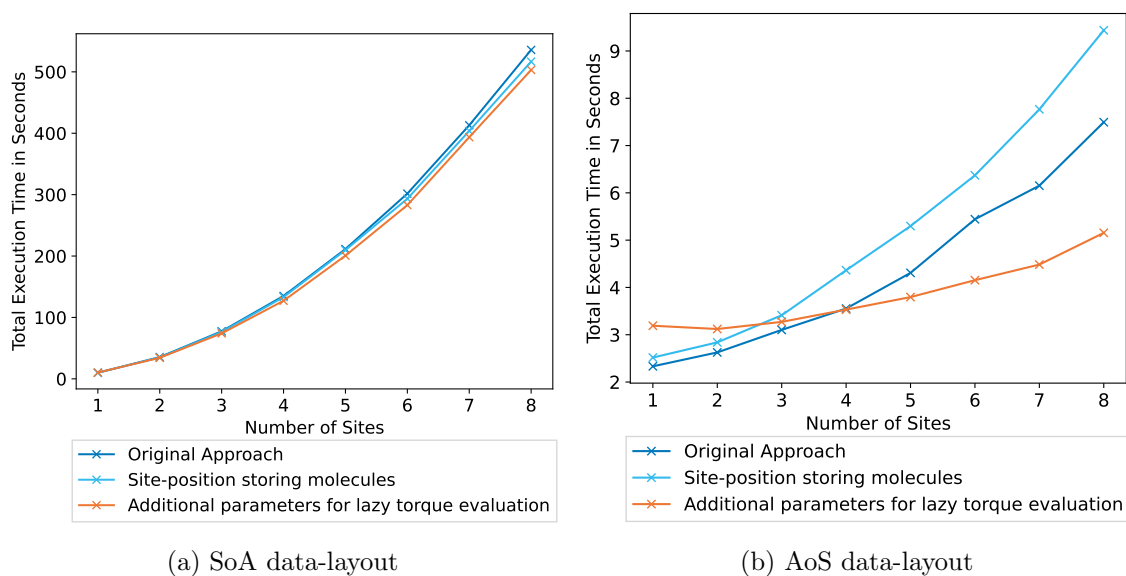 Total Execution Time in Seconds
500
400
300
200
100
0
1 2 3 4 5 6 7 8
Number of Sites
Original Approach
Site-position storing molecules
Additional parameters for lazy torque evaluation
(a) SoA data-layout
Total Execution Time in Seconds
9
8
7
6
5
4
3
2
1 2 3 4 5 6 7 8
Number of Sites
Original Approach
Site-position storing molecules
Additional parameters for lazy torque evaluation
(b) AoS data-layout